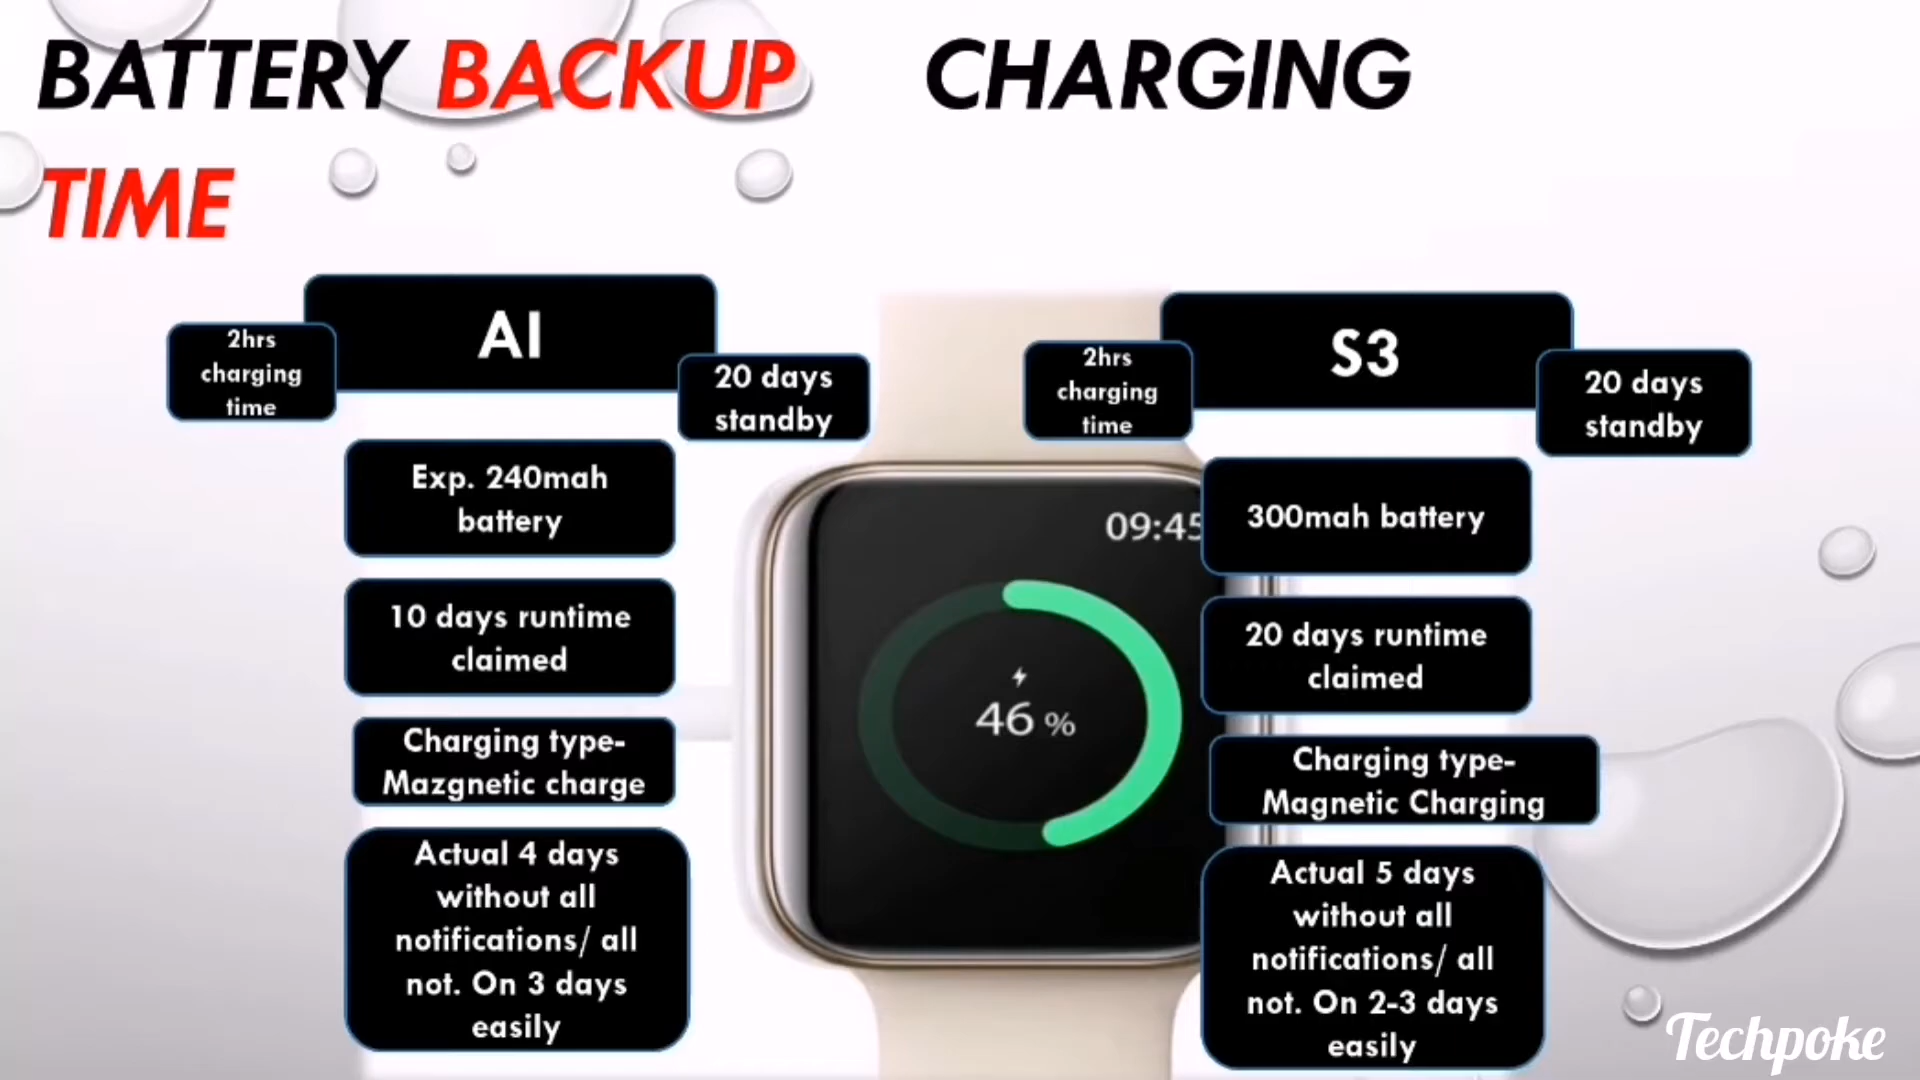 BATTERY BACKUP CHARGING
TIME
AI
2hrs
charging
time
20 days
standby
Exp. 240mah
battery
10 days runtime
claimed
Charging type-
Mazgnetic charge
Actual 4 days
without all
notifications/ all
not. On 3 days
easily
09:45
46 %
S3
2hrs
charging
time
20 days
standby
300mah battery
20 days runtime
claimed
Charging type-
Magnetic Charging
Actual 5 days
without all
notifications/ all
not. On 2-3 days
easily
Techpoke